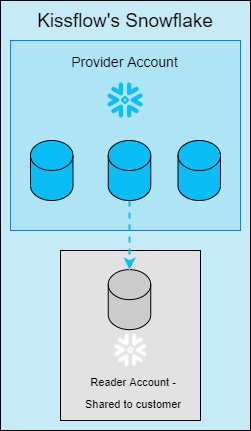 Kissflow's Snowflake
Provider Account
Reader Account -
Shared to customer